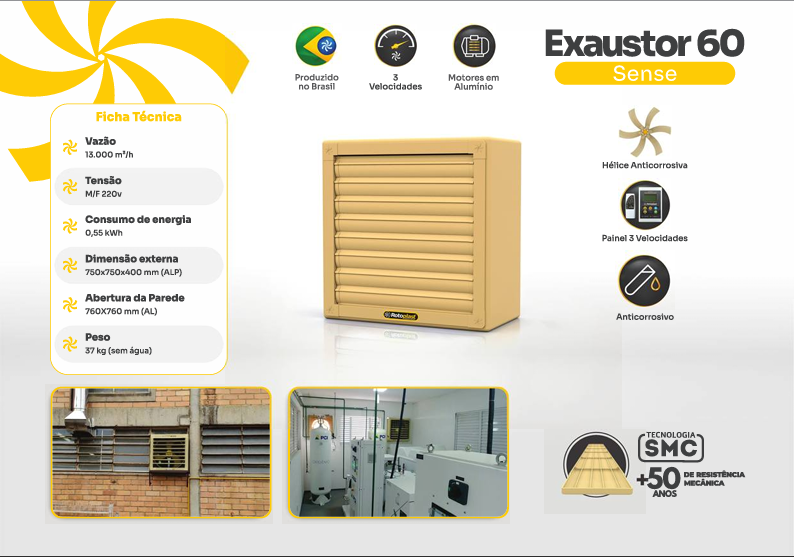 Produzido
no Brasil
3
Velocidades
Motores em
Alumínio
Exaustor 60
Sense
Ficha Técnica
Vazão
13.000 m³/h
Tensão
M/F 220v
Consumo de energia
0,55 kWh
Dimensão externa
750x750x400 mm (ALP)
Abertura da Parede
760X760 mm (AL)
Peso
37 kg (sem água)
Rotoplast
Hélice Anticorrosiva
Painel 3 Velocidades
Anticorrosivo
TECNOLOGIA
SMC
+50
ANOS
DE RESISTÊNCIA
MECÂNICA